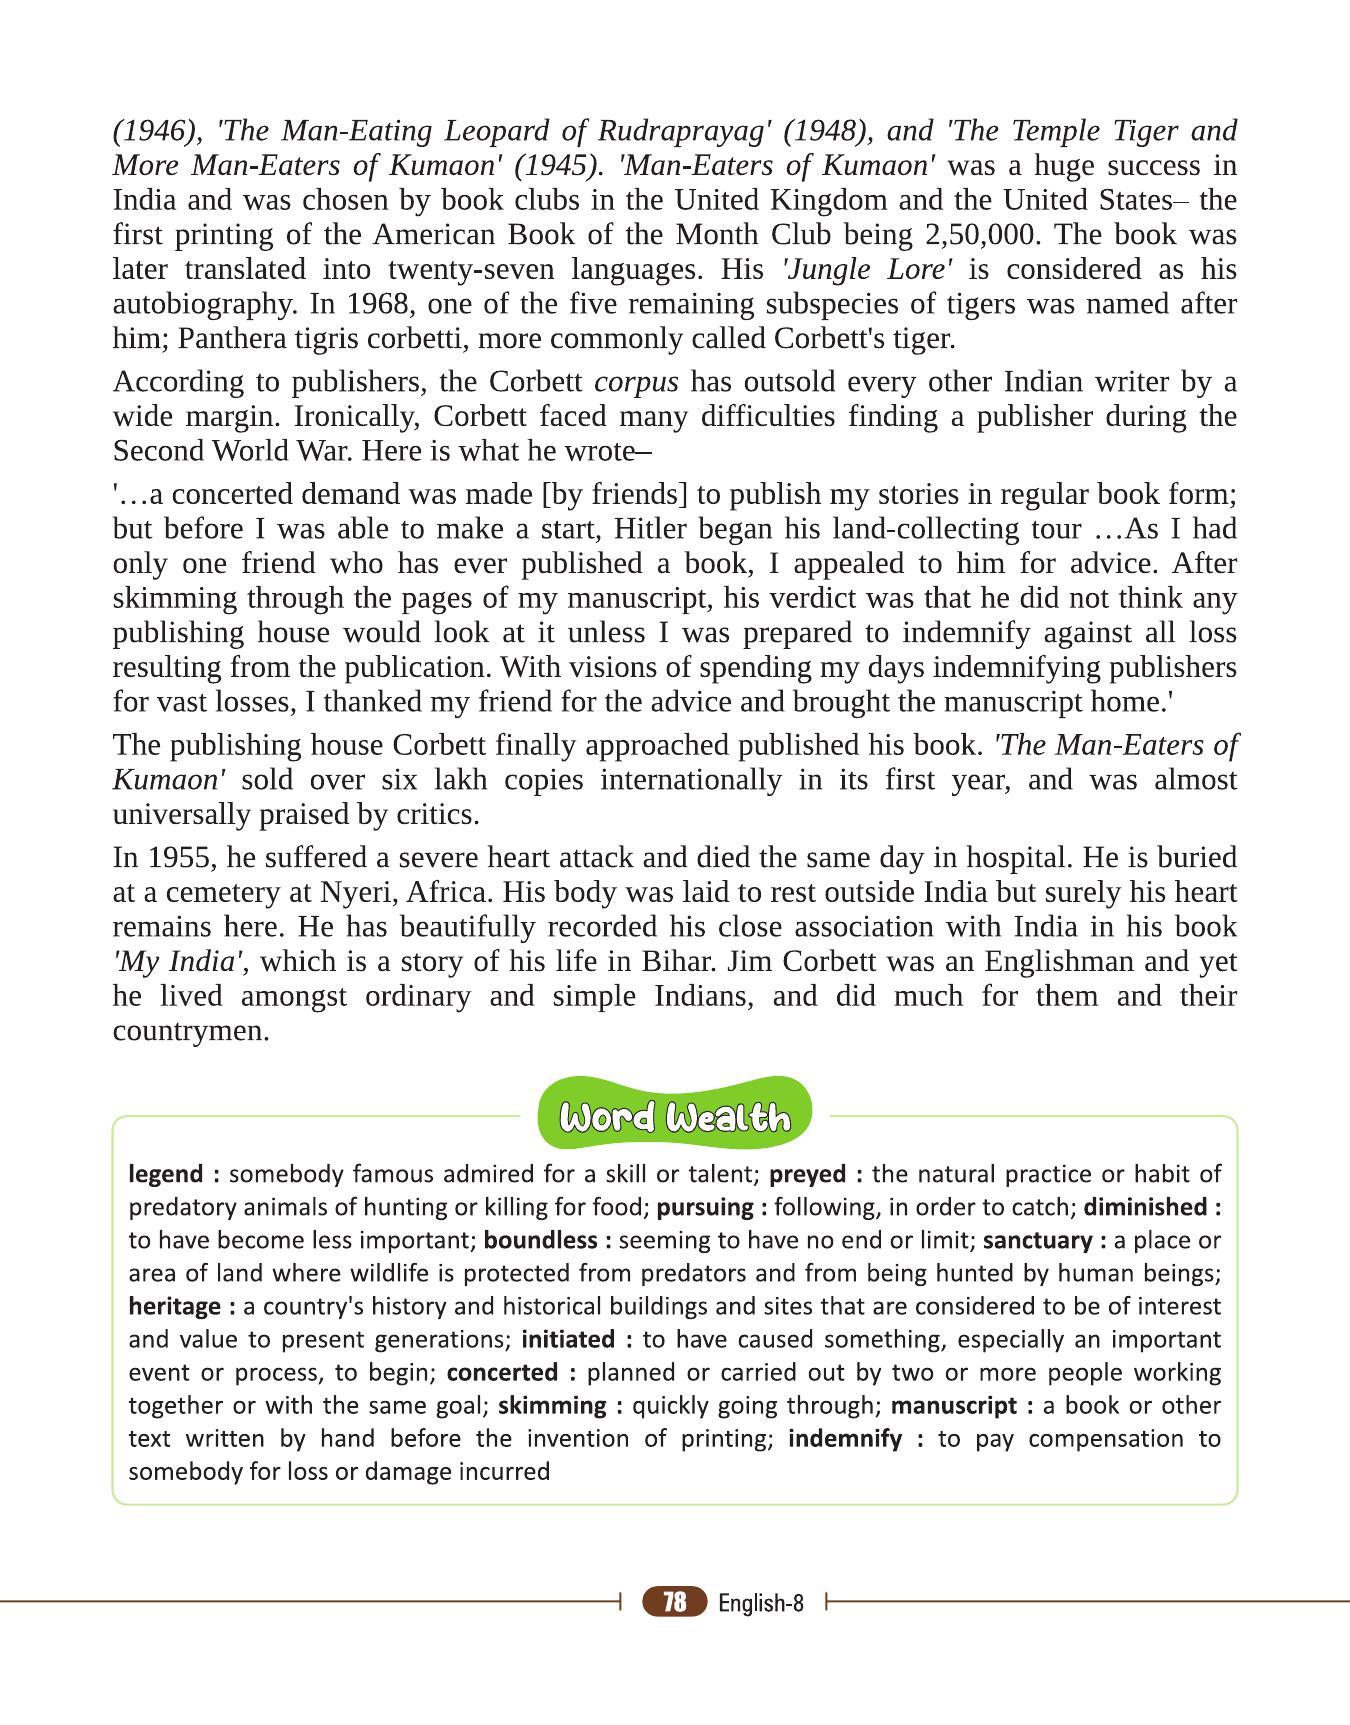 (1946), 'The Man-Eating Leopard of Rudraprayag' (1948), and 'The Temple Tiger and
More Man-Eaters of Kumaon' (1945). 'Man-Eaters of Kumaon' was a huge success in
India and was chosen by book clubs in the United Kingdom and the United States– the
first printing of the American Book of the Month Club being 2,50,000. The book was
later translated into twenty-seven languages. His 'Jungle Lore' is considered as his
autobiography. In 1968, one of the five remaining subspecies of tigers was named after
him; Panthera tigris corbetti, more commonly called Corbett's tiger.
According to publishers, the Corbett corpus has outsold every other Indian writer by a
wide margin. Ironically, Corbett faced many difficulties finding a publisher during the
Second World War. Here is what he wrote–
'…a concerted demand was made [by friends] to publish my stories in regular book form;
but before I was able to make a start, Hitler began his land-collecting tour …As I had
only one friend who has ever published a book, I appealed to him for advice. After
skimming through the pages of my manuscript, his verdict was that he did not think any
publishing house would look at it unless I was prepared to indemnify against all loss
resulting from the publication. With visions of spending my days indemnifying publishers
for vast losses, I thanked my friend for the advice and brought the manuscript home.'
The publishing house Corbett finally approached published his book. 'The Man-Eaters of
Kumaon' sold over six lakh copies internationally in its first year, and was almost
universally praised by critics.
In 1955, he suffered a severe heart attack and died the same day in hospital. He is buried
at a cemetery at Nyeri, Africa. His body was laid to rest outside India but surely his heart
remains here. He has beautifully recorded his close association with India in his book
'My India', which is a story of his life in Bihar. Jim Corbett was an Englishman and yet
he lived amongst ordinary and simple Indians, and did much for them and their
countrymen.
Word Wealth
legend : somebody famous admired for a skill or talent; preyed : the natural practice or habit of
predatory animals of hunting or killing for food; pursuing : following, in order to catch; diminished :
to have become less important; boundless : seeming to have no end or limit; sanctuary : a place or
area of land where wildlife is protected from predators and from being hunted by human beings;
heritage : a country's history and historical buildings and sites that are considered to be of interest
and value to present generations; initiated : to have caused something, especially an important
event or process, to begin; concerted : planned or carried out by two or more people working
together or with the same goal; skimming : quickly going through; manuscript : a book or other
text written by hand before the invention of printing; indemnify : to pay compensation to
somebody for loss or damage incurred
78 English-8